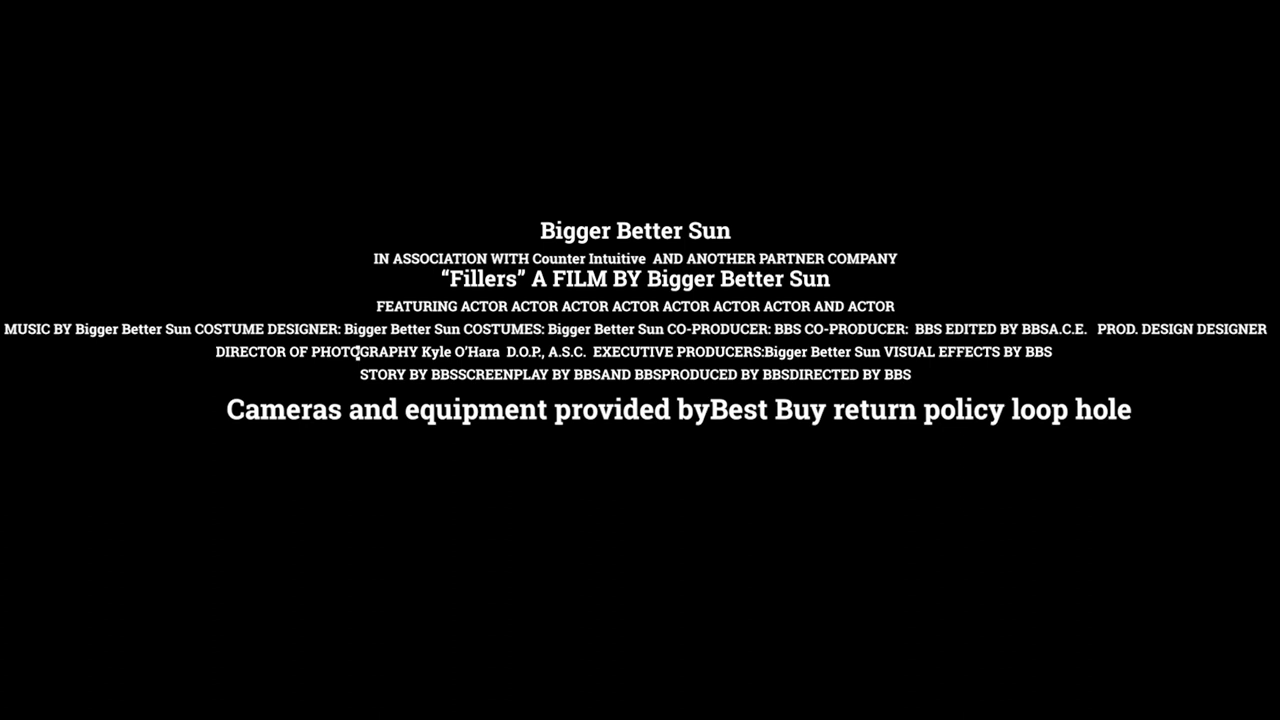 Bigger Better Sun
IN ASSOCIATION WITH Counter Intuitive AND ANOTHER PARTNER COMPANY
“Fillers” A FILM BY Bigger Better Sun
FEATURING ACTOR ACTOR ACTOR ACTOR ACTOR ACTOR ACTOR AND ACTOR
MUSIC BY Bigger Better Sun COSTUME DESIGNER: Bigger Better Sun COSTUMES: Bigger Better Sun CO-PRODUCER: BBS CO-PRODUCER: BBS EDITED BY BBSA.C.E. PROD. DESIGN DESIGNER
DIRECTOR OF PHOTOGRAPHY Kyle O’Hara D.O.P., A.S.C. EXECUTIVE PRODUCERS:Bigger Better Sun VISUAL EFFECTS BY BBS
STORY BY BBSSCREENPLAY BY BBSAND BBSPRODUCED BY BBSDIRECTED BY BBS
Cameras and equipment provided byBest Buy return policy loop hole